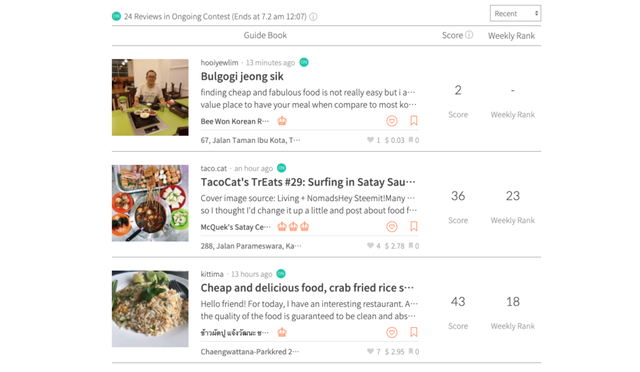 ON 24 Reviews in Ongoing Contest (Ends at 7.2 am 12:07)
Recent
Guide Book Score Weekly Rank
hooiyewlim · 13 minutes ago ON
Bulgogi jeong sik
finding cheap and fabulous food is not really easy but i a···
value place to have your meal when compare to most ko···
Bee Won Korean R···
67, Jalan Taman Ibu Kota, T··· 1 $ 0.03 0
2 -
Score Weekly Rank
taco.cat · an hour ago ON
TacoCat's TrEats #29: Surfing in Satay Sau···
Cover image source: Living + NomadsHey Steemit!Many ···
so I thought I'd change it up a little and post about food f···
McQuek's Satay Ce···
288, Jalan Parameswara, Ka··· 4 $ 2.78 0
36 23
Score Weekly Rank
kittima · 13 hours ago ON
Cheap and delicious food, crab fried rice s···
Hello friend! For today, I have an interesting restaurant. A···
the quality of the food is guaranteed to be clean and abs···
ข้าวผัดปู แจ้งวัฒนะ ซ···
Chaengwattana-Parkkred 2··· 7 $ 2.95 0
43 18
Score Weekly Rank